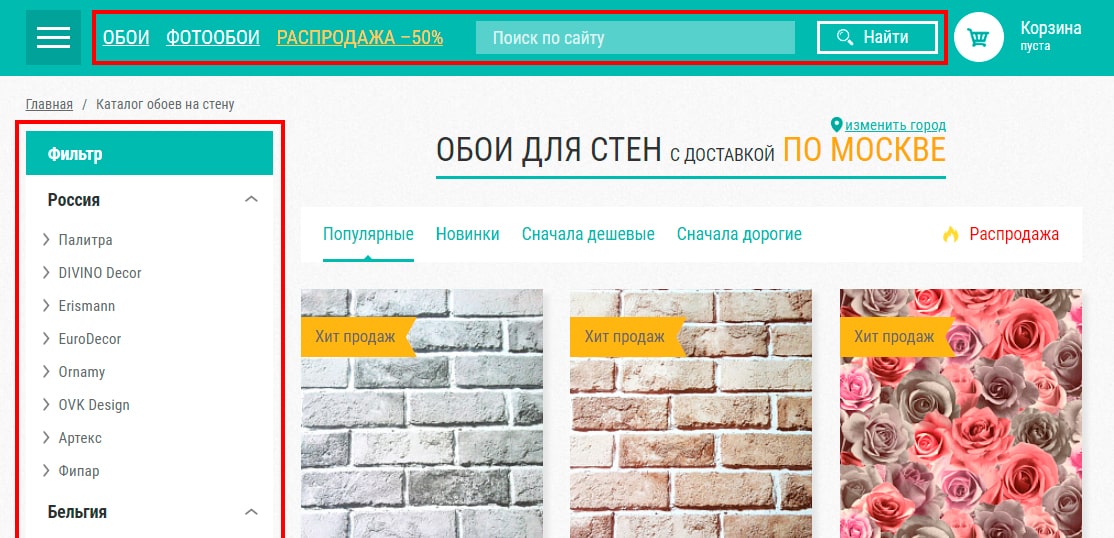 ОБОИ ФОТООБОИ РАСПРОДАЖА –50% Поиск по сайту Найти Корзина
пуста
Главная / Каталог обоев на стену
изменить город
ОБОИ ДЛЯ СТЕН С ДОСТАВКОЙ ПО МОСКВЕ
Фильтр
Россия
Палитра
DIVINO Decor
Erismann
EuroDecor
Ornamy
OVK Design
Артекс
Фипар
Бельгия
Популярные Новинки Сначала дешевые Сначала дорогие Распродажа
Хит продаж Хит продаж Хит продаж